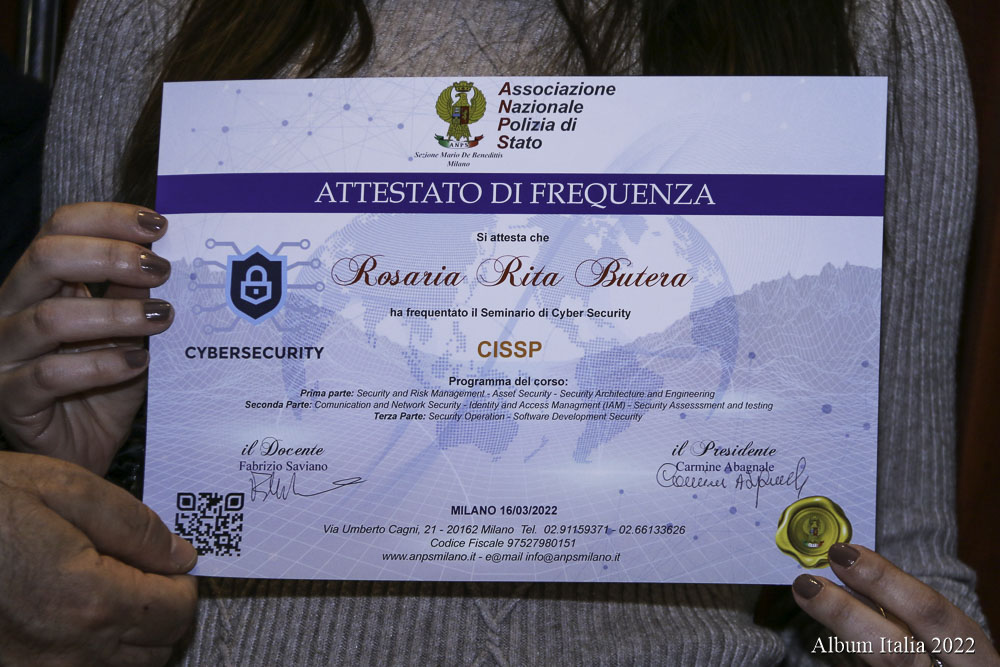 Associazione
Nazionale
Polizia di
Stato
ANPS
Sezione Mario De Benedittis
Milano
ATTESTATO DI FREQUENZA
Si attesta che
Rosaria Rita Butera
ha frequentato il Seminario di Cyber Security
CYBERSECURITY
CISSP
Programma del corso:
Prima parte: Security and Risk Management - Asset Security - Security Architecture and Engineering
Seconda Parte: Comunication and Network Security - Identity and Access Managment (IAM) - Security Assesssment and testing
Terza Parte: Security Operation - Software Development Security
il Docente
Fabrizio Saviano
il Presidente
Carmine Abagnale
MILANO 16/03/2022
Via Umberto Cagni, 21 - 20162 Milano Tel. 02.91159371 - 02.66133626
Codice Fiscale 97527980151
www.anpsmilano.it - e@mail info@anpsmilano.it
Album Italia 2022